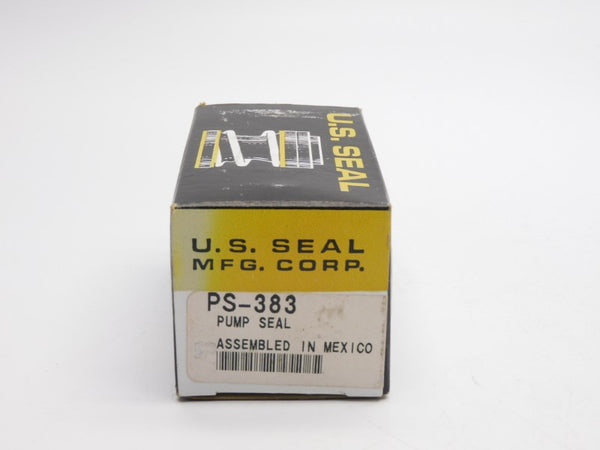 U.S. SEAL
U.S. SEAL
MFG. CORP.
PS-383
PUMP SEAL
ASSEMBLED IN MEXICO